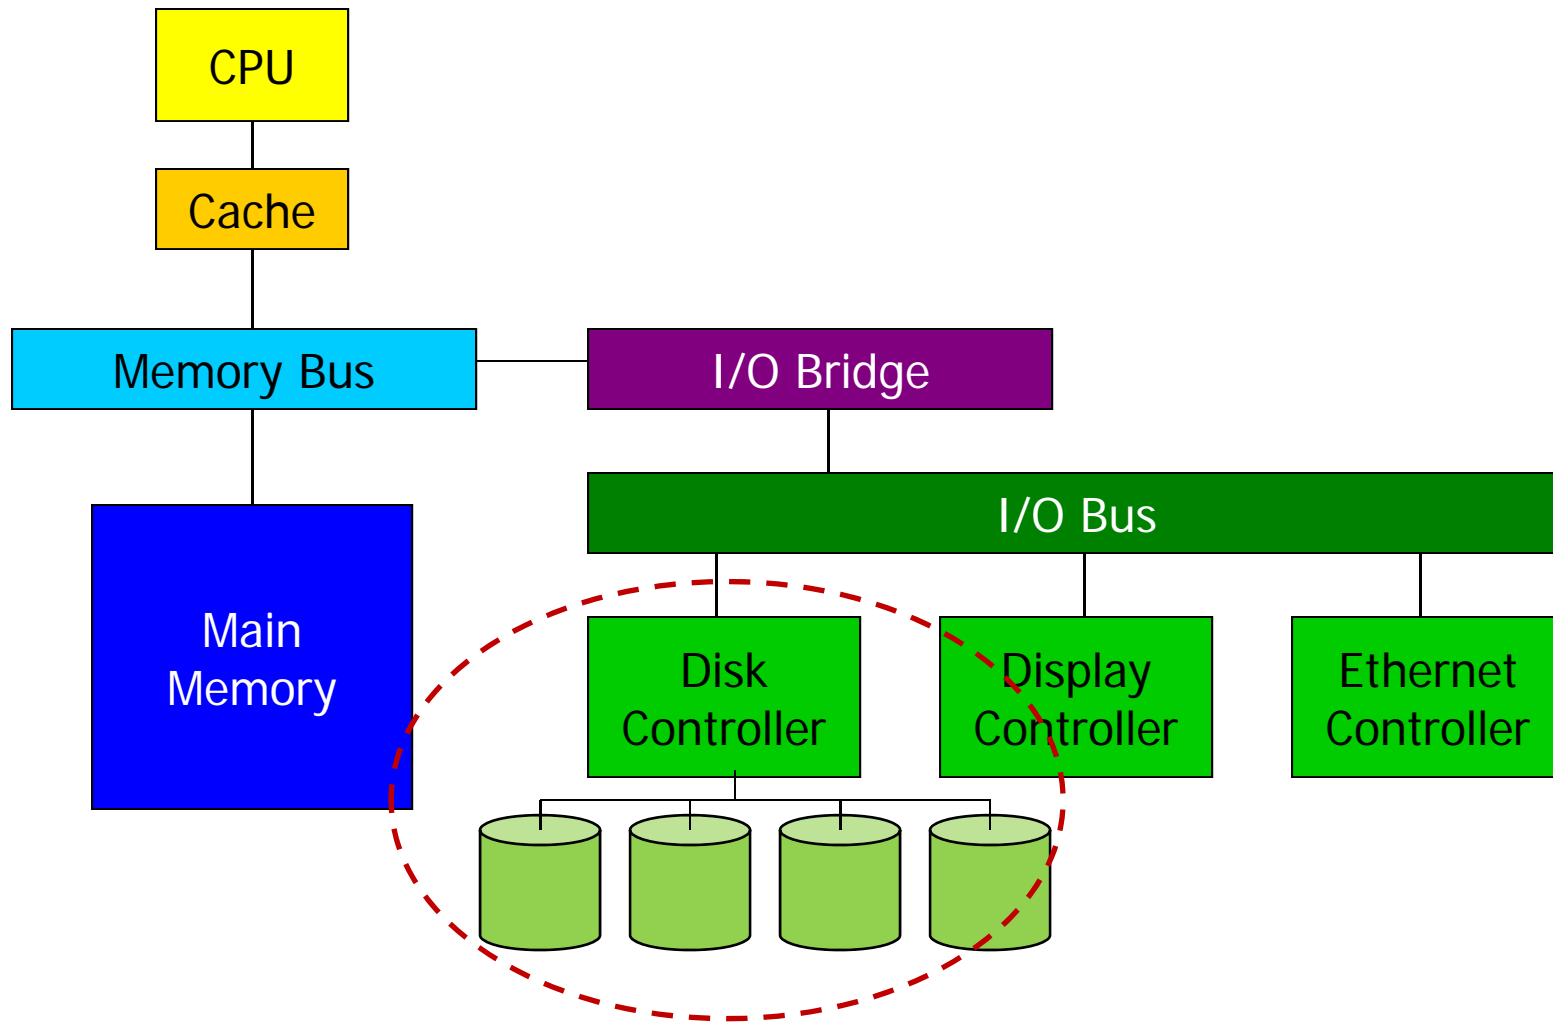 CPU
Cache
Memory Bus
I/O Bridge
I/O Bus
Main
Memory
Disk
Controller
Display
Controller
Ethernet
Controller